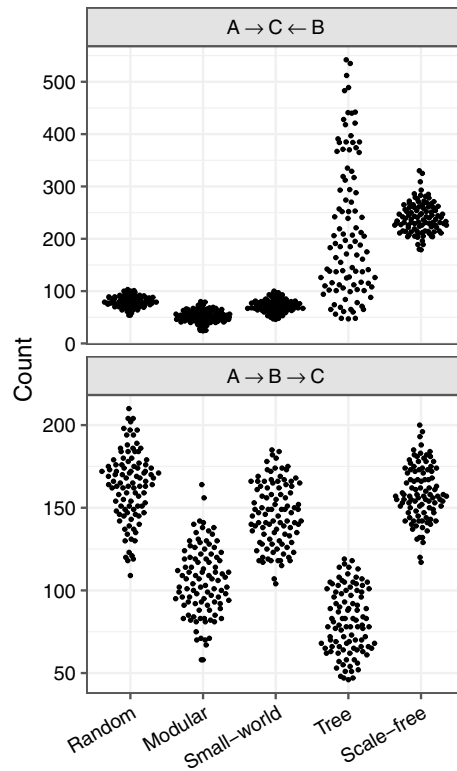 A → C ← B
500
400
300
200
100
0
Count
A → B → C
200
150
100
50
Random
Modular
Small−world
Tree
Scale−free